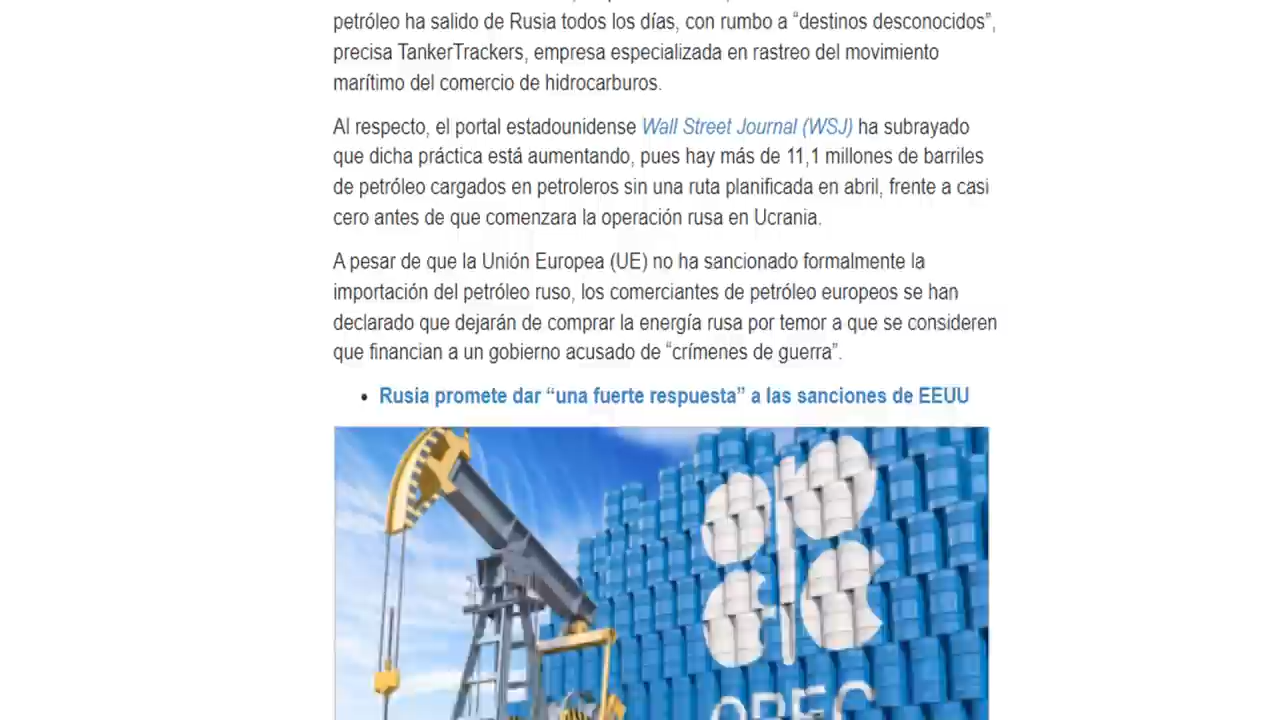 petróleo ha salido de Rusia todos los días, con rumbo a “destinos desconocidos”,
precisa TankerTrackers, empresa especializada en rastreo del movimiento
marítimo del comercio de hidrocarburos.
Al respecto, el portal estadounidense Wall Street Journal (WSJ) ha subrayado
que dicha práctica está aumentando, pues hay más de 11,1 millones de barriles
de petróleo cargados en petroleros sin una ruta planificada en abril, frente a casi
cero antes de que comenzara la operación rusa en Ucrania.
A pesar de que la Unión Europea (UE) no ha sancionado formalmente la
importación del petróleo ruso, los comerciantes de petróleo europeos se han
declarado que dejarán de comprar la energía rusa por temor a que se consideren
que financian a un gobierno acusado de “crímenes de guerra”.
• Rusia promete dar “una fuerte respuesta” a las sanciones de EEUU
OPEC